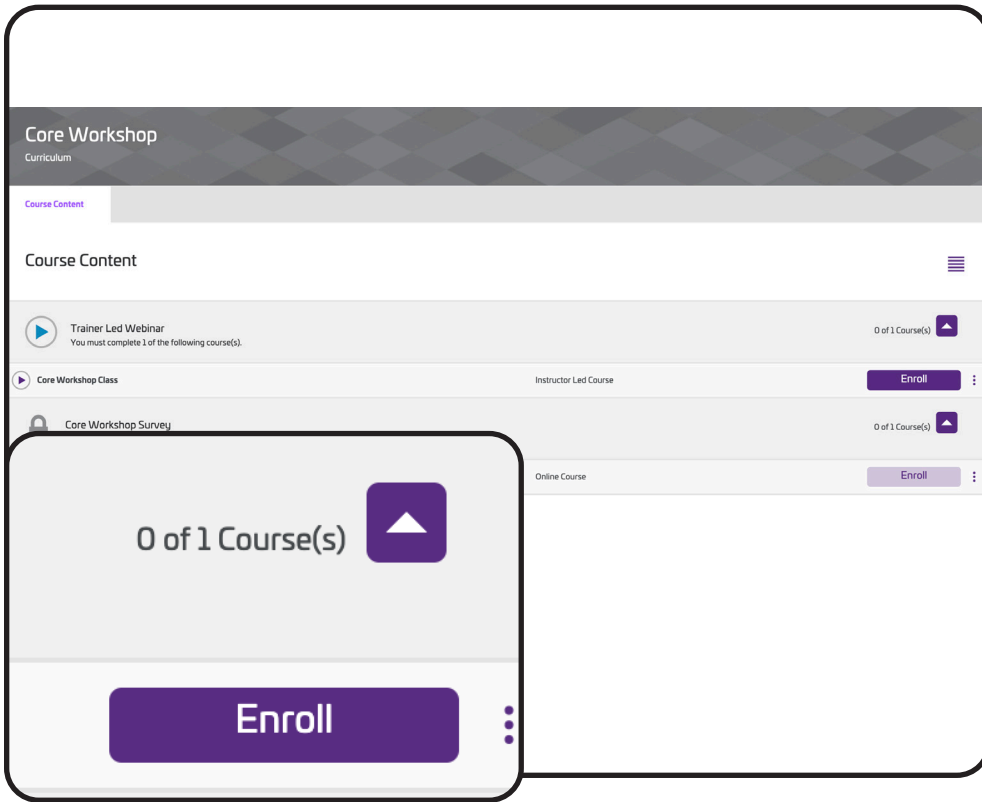 Core Workshop
Curriculum
Course Content
Course Content
Trainer Led Webinar
You must complete 1 of the following course(s).
0 of 1 Course(s)
Core Workshop Class
Instructor Led Course
Enroll
Core Workshop Survey
0 of 1 Course(s)
Online Course
Enroll
0 of 1 Course(s)
Enroll